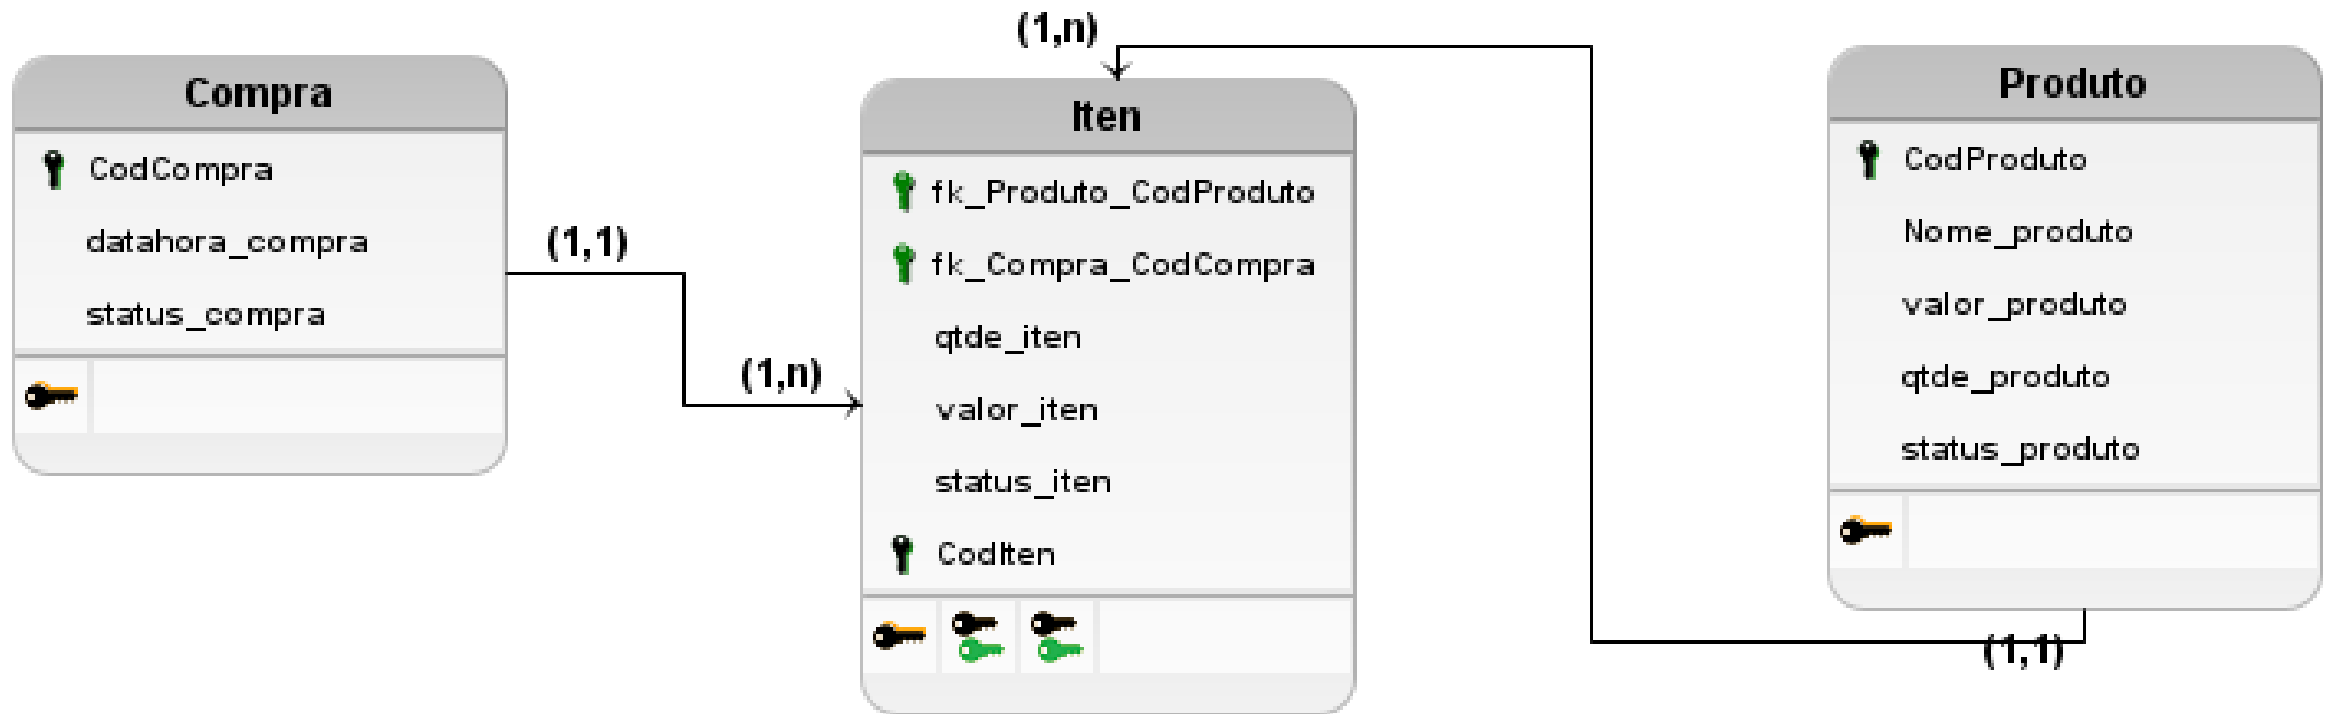 Compra
CodCompra
datahora_compra
status_compra
(1,1)
(1,n)
(1,n)
Iten
fk_Produto_CodProduto
fk_Compra_CodCompra
qtde_iten
valor_iten
status_iten
CodIten
Produto
CodProduto
Nome_produto
valor_produto
qtde_produto
status_produto
(1,1)